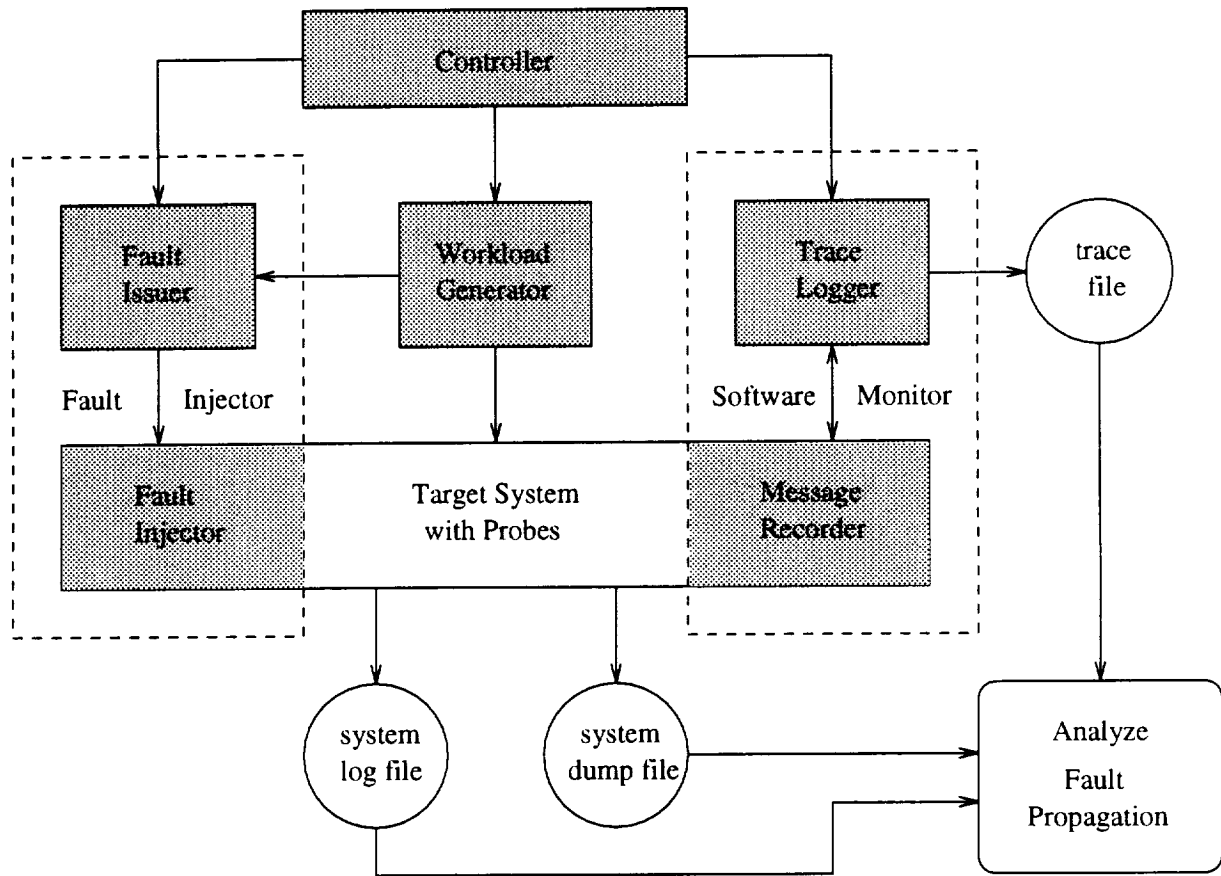 Controller
Fault
Issuer
Workload
Generator
Trace
Logger
trace
file
Fault Injector
Software Monitor
Fault
Injector
Target System
with Probes
Message
Recorder
system
log file
system
dump file
Analyze
Fault
Propagation